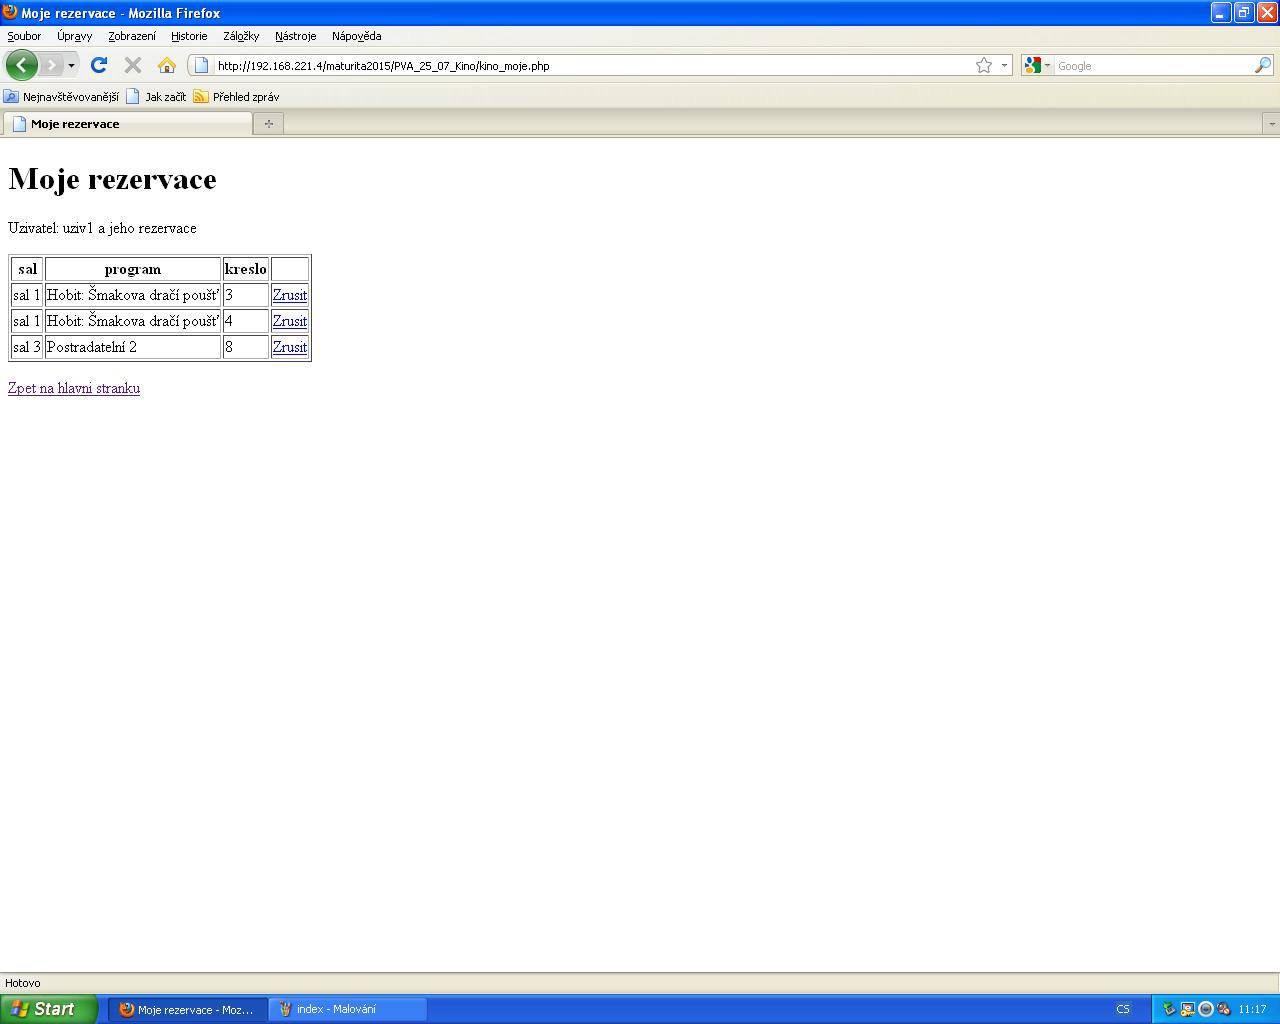 Moje rezervace - Mozilla Firefox
Soubor Úpravy Zobrazení Historie Záložky Nástroje Nápověda
http://192.168.221.4/maturita2015/PVA_25_07_Kino/kino_moje.php Google
Nejnavštěvovanější Jak začít Přehled zpráv
Moje rezervace
Moje rezervace
Uzivatel: uziv1 a jeho rezervace
sal program kreslo
sal 1 Hobit: Šmakova dračí poušť 3 Zrusit
sal 1 Hobit: Šmakova dračí poušť 4 Zrusit
sal 3 Postradatelní 2 8 Zrusit
Zpet na hlavni stranku
Hotovo
Start Moje rezervace - Moz... index - Malování CS 11:17